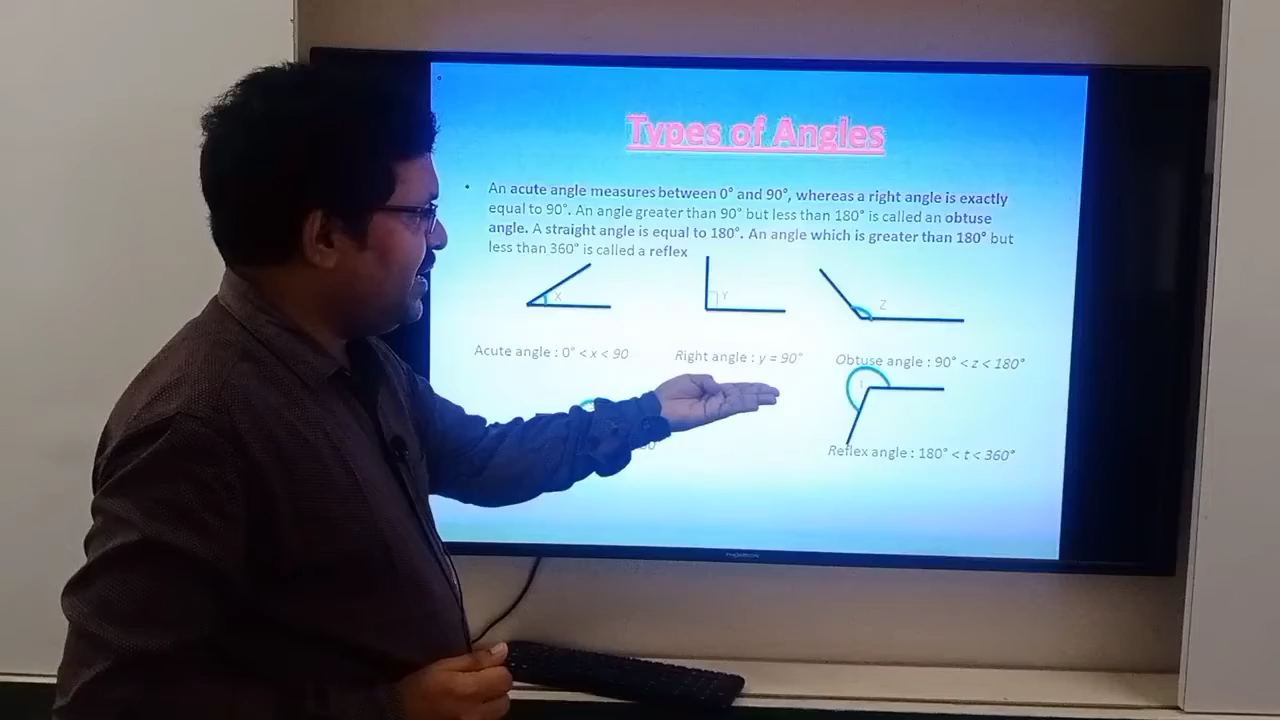 Types of Angles
• An acute angle measures between 0° and 90°, whereas a right angle is exactly
equal to 90°. An angle greater than 90° but less than 180° is called an obtuse
angle. A straight angle is equal to 180°. An angle which is greater than 180° but
less than 360° is called a reflex
X
Y
Z
Acute angle : 0° < x < 90
Right angle : y = 90°
Obtuse angle : 90° < z < 180°
t
Reflex angle : 180° < t < 360°
THOMSON